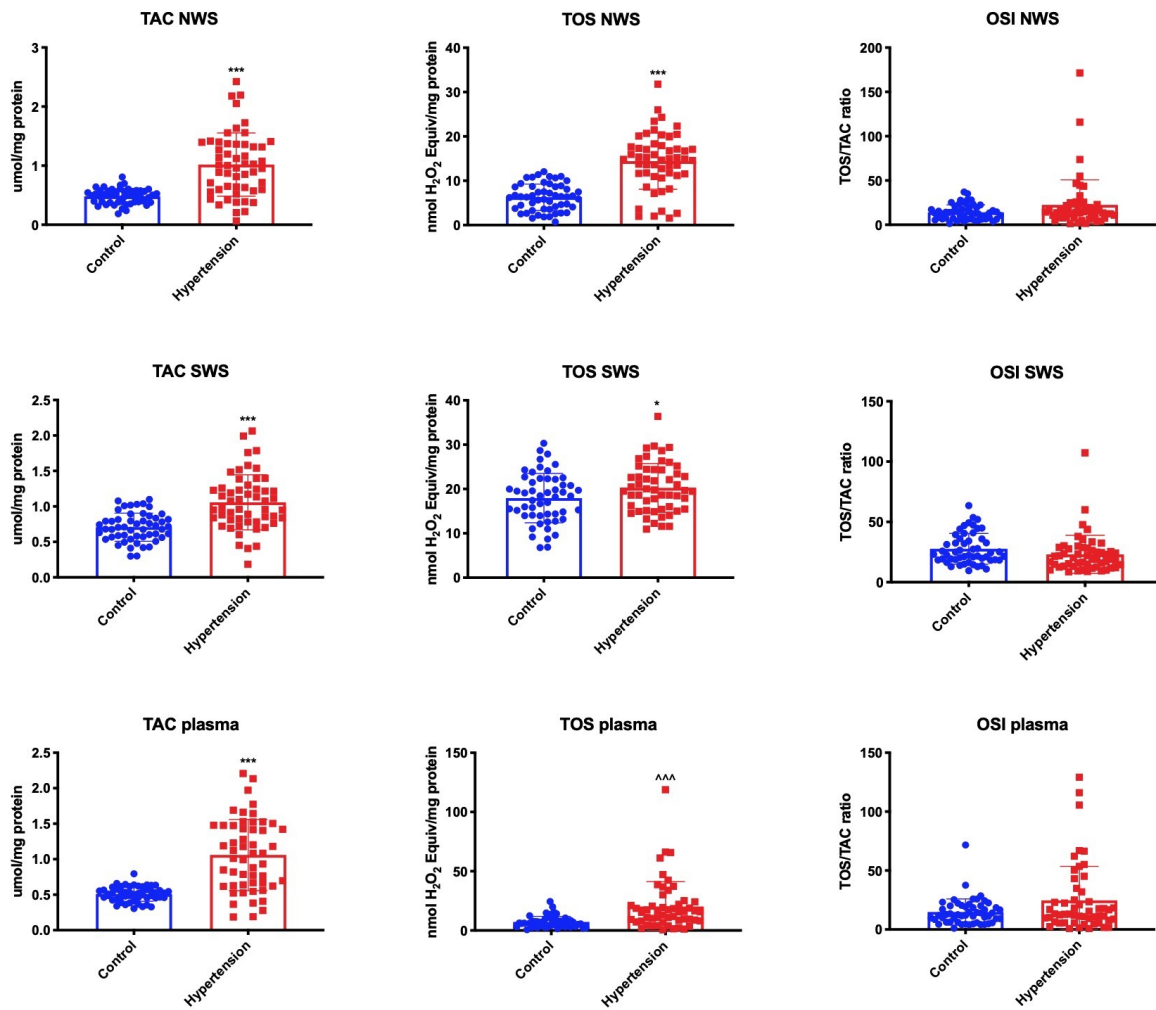 TAC NWS
umol/mg protein
3
2
1
0
***
Control
Hypertension
TOS NWS
nmol H₂O₂ Equiv/mg protein
40
30
20
10
0
***
Control
Hypertension
OSI NWS
TOS/TAC ratio
200
150
100
50
0
Control
Hypertension
TAC SWS
umol/mg protein
2.5
2.0
1.5
1.0
0.5
0.0
***
Control
Hypertension
TOS SWS
nmol H₂O₂ Equiv/mg protein
40
30
20
10
0
*
Control
Hypertension
OSI SWS
TOS/TAC ratio
150
100
50
0
Control
Hypertension
TAC plasma
umol/mg protein
2.5
2.0
1.5
1.0
0.5
0.0
***
Control
Hypertension
TOS plasma
nmol H₂O₂ Equiv/mg protein
150
100
50
0
^^^
Control
Hypertension
OSI plasma
TOS/TAC ratio
150
100
50
0
Control
Hypertension